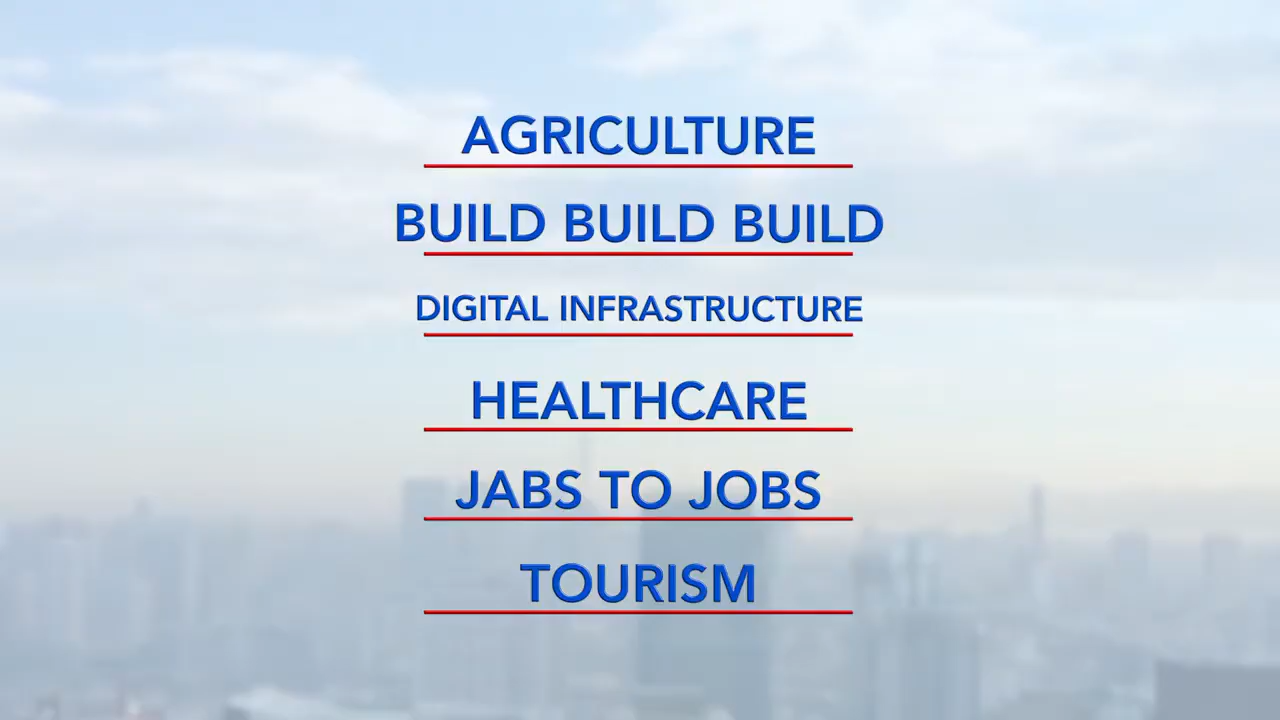 AGRICULTURE
BUILD BUILD BUILD
DIGITAL INFRASTRUCTURE
HEALTHCARE
JABS TO JOBS
TOURISM